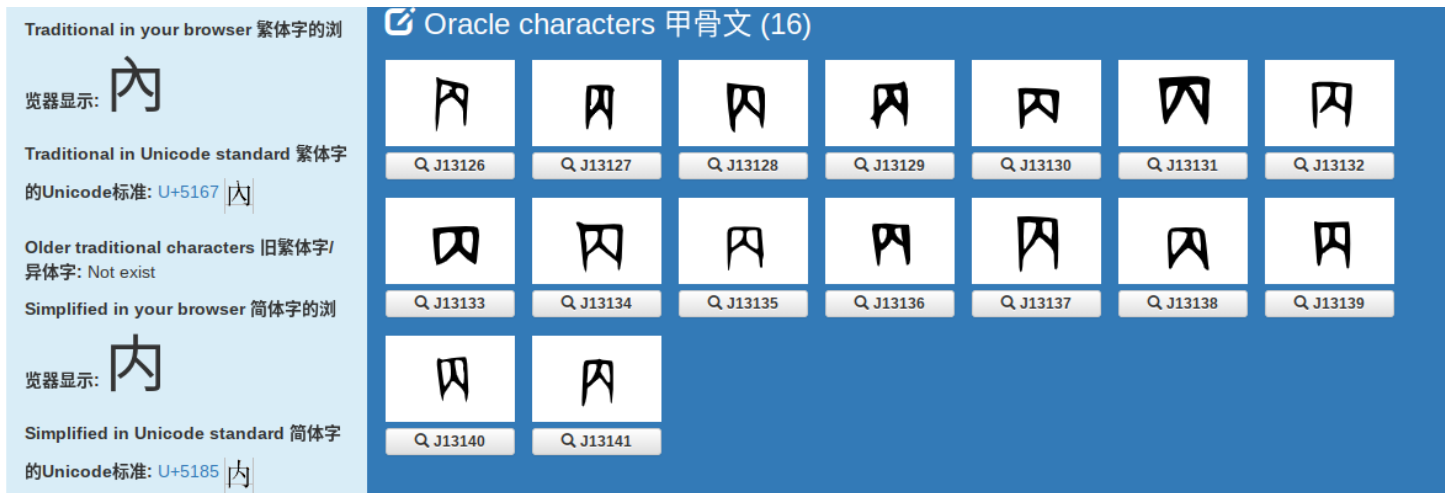 Traditional in your browser 繁体字的浏
览器显示: 內
Traditional in Unicode standard 繁体字
的Unicode标准: U+5167 內
Older traditional characters 旧繁体字/
异体字: Not exist
Simplified in your browser 简体字的浏
览器显示: 内
Simplified in Unicode standard 简体字
的Unicode标准: U+5185 内
Oracle characters 甲骨文 (16)
J13126 J13127 J13128 J13129 J13130 J13131 J13132
J13133 J13134 J13135 J13136 J13137 J13138 J13139
J13140 J13141